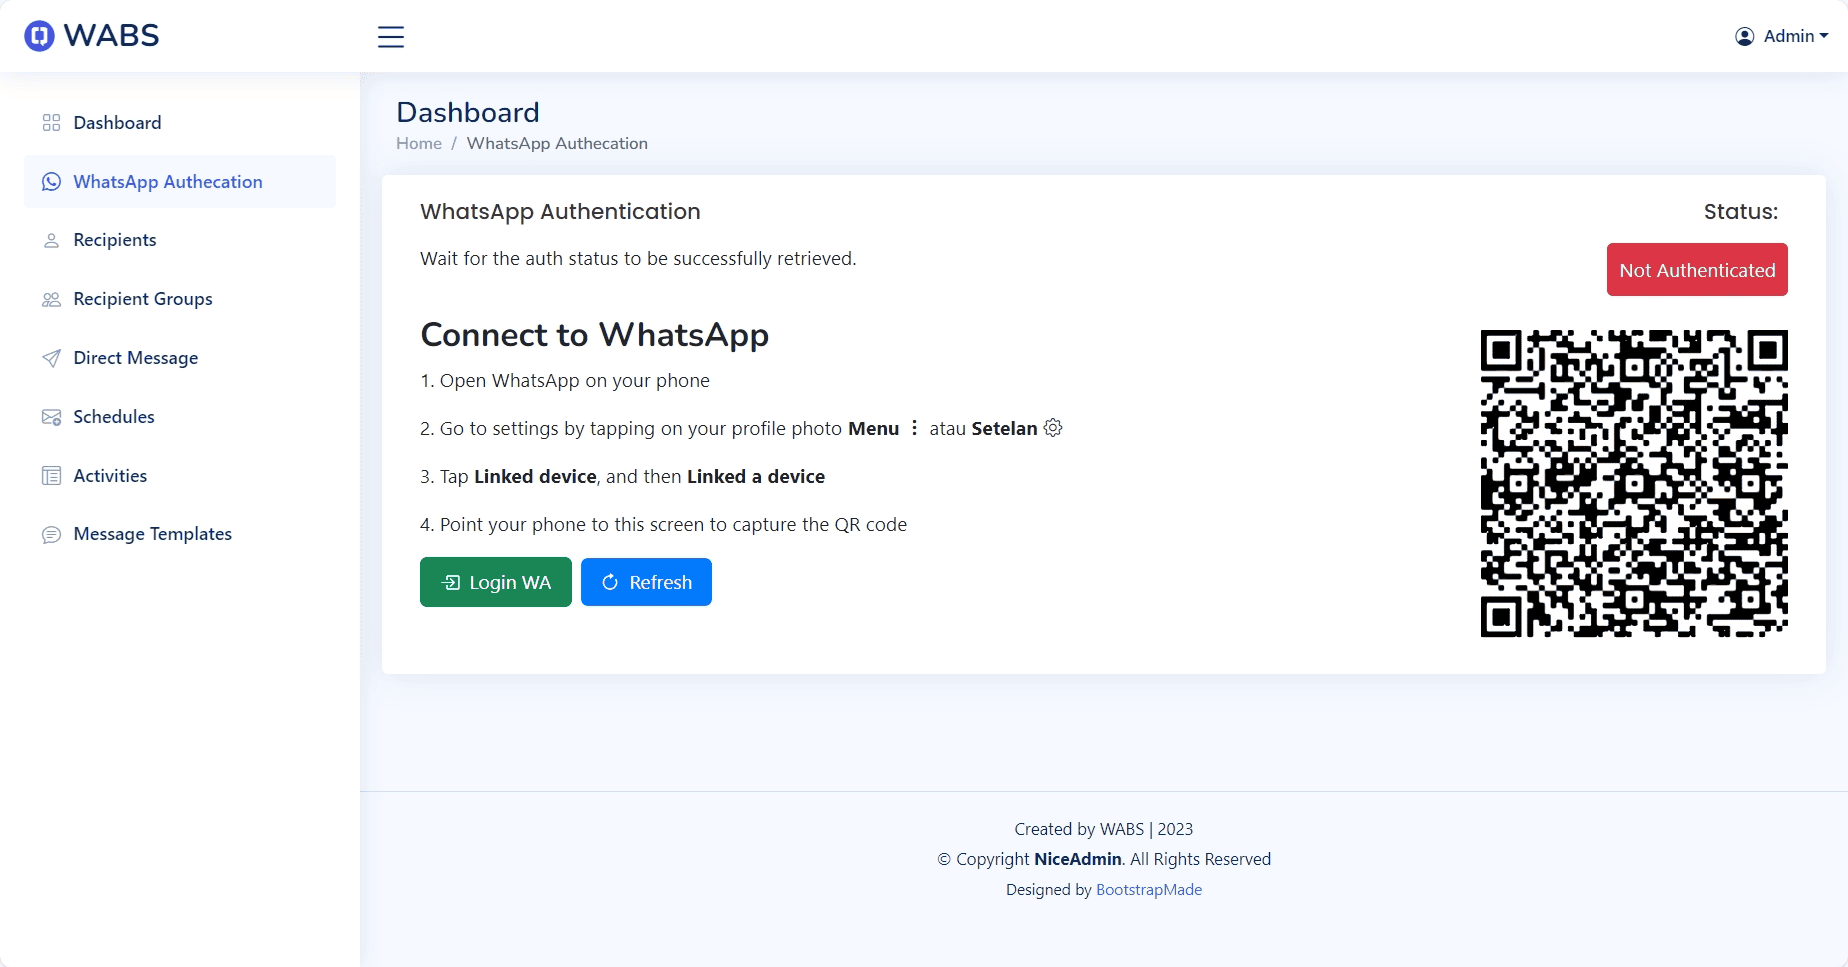 WABS
Admin
Dashboard
WhatsApp Authecation
Recipients
Recipient Groups
Direct Message
Schedules
Activities
Message Templates
Dashboard
Home / WhatsApp Authecation
WhatsApp Authentication
Status:
Wait for the auth status to be successfully retrieved.
Not Authenticated
Connect to WhatsApp
1. Open WhatsApp on your phone
2. Go to settings by tapping on your profile photo Menu ⋮ atau Setelan
3. Tap Linked device, and then Linked a device
4. Point your phone to this screen to capture the QR code
Login WA
Refresh
Created by WABS | 2023
© Copyright NiceAdmin. All Rights Reserved
Designed by BootstrapMade